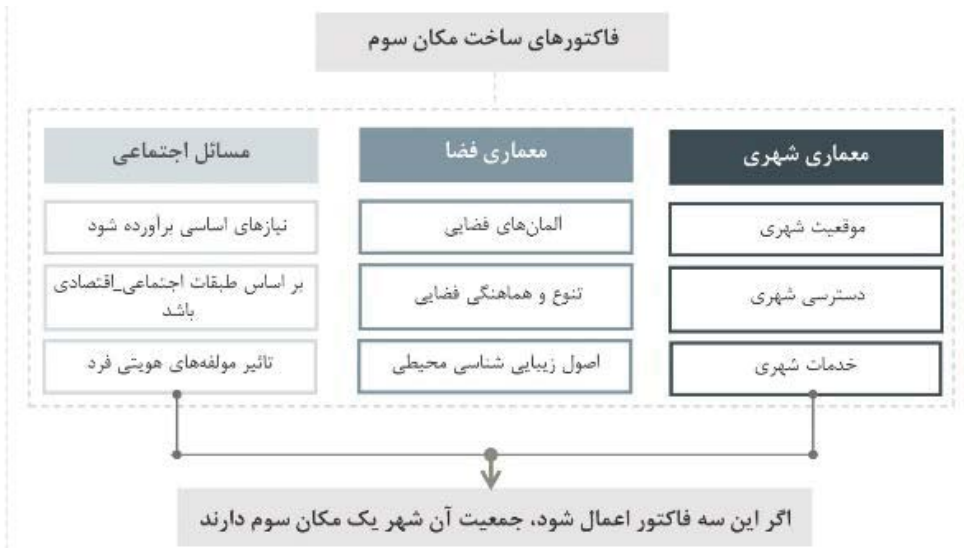 فاکتورهای ساخت مکان سوم
معماری شهری
موقعیت شهری
دسترسی شهری
خدمات شهری
معماری فضا
المان‌های فضایی
تنوع و هماهنگی فضایی
اصول زیبایی شناسی محیطی
مسائل اجتماعی
نیازهای اساسی برآورده شود
بر اساس طبقات اجتماعی_اقتصادی
باشد
تاثیر مولفه‌های هویتی فرد
اگر این سه فاکتور اعمال شود، جمعیت آن شهر یک مکان سوم دارند